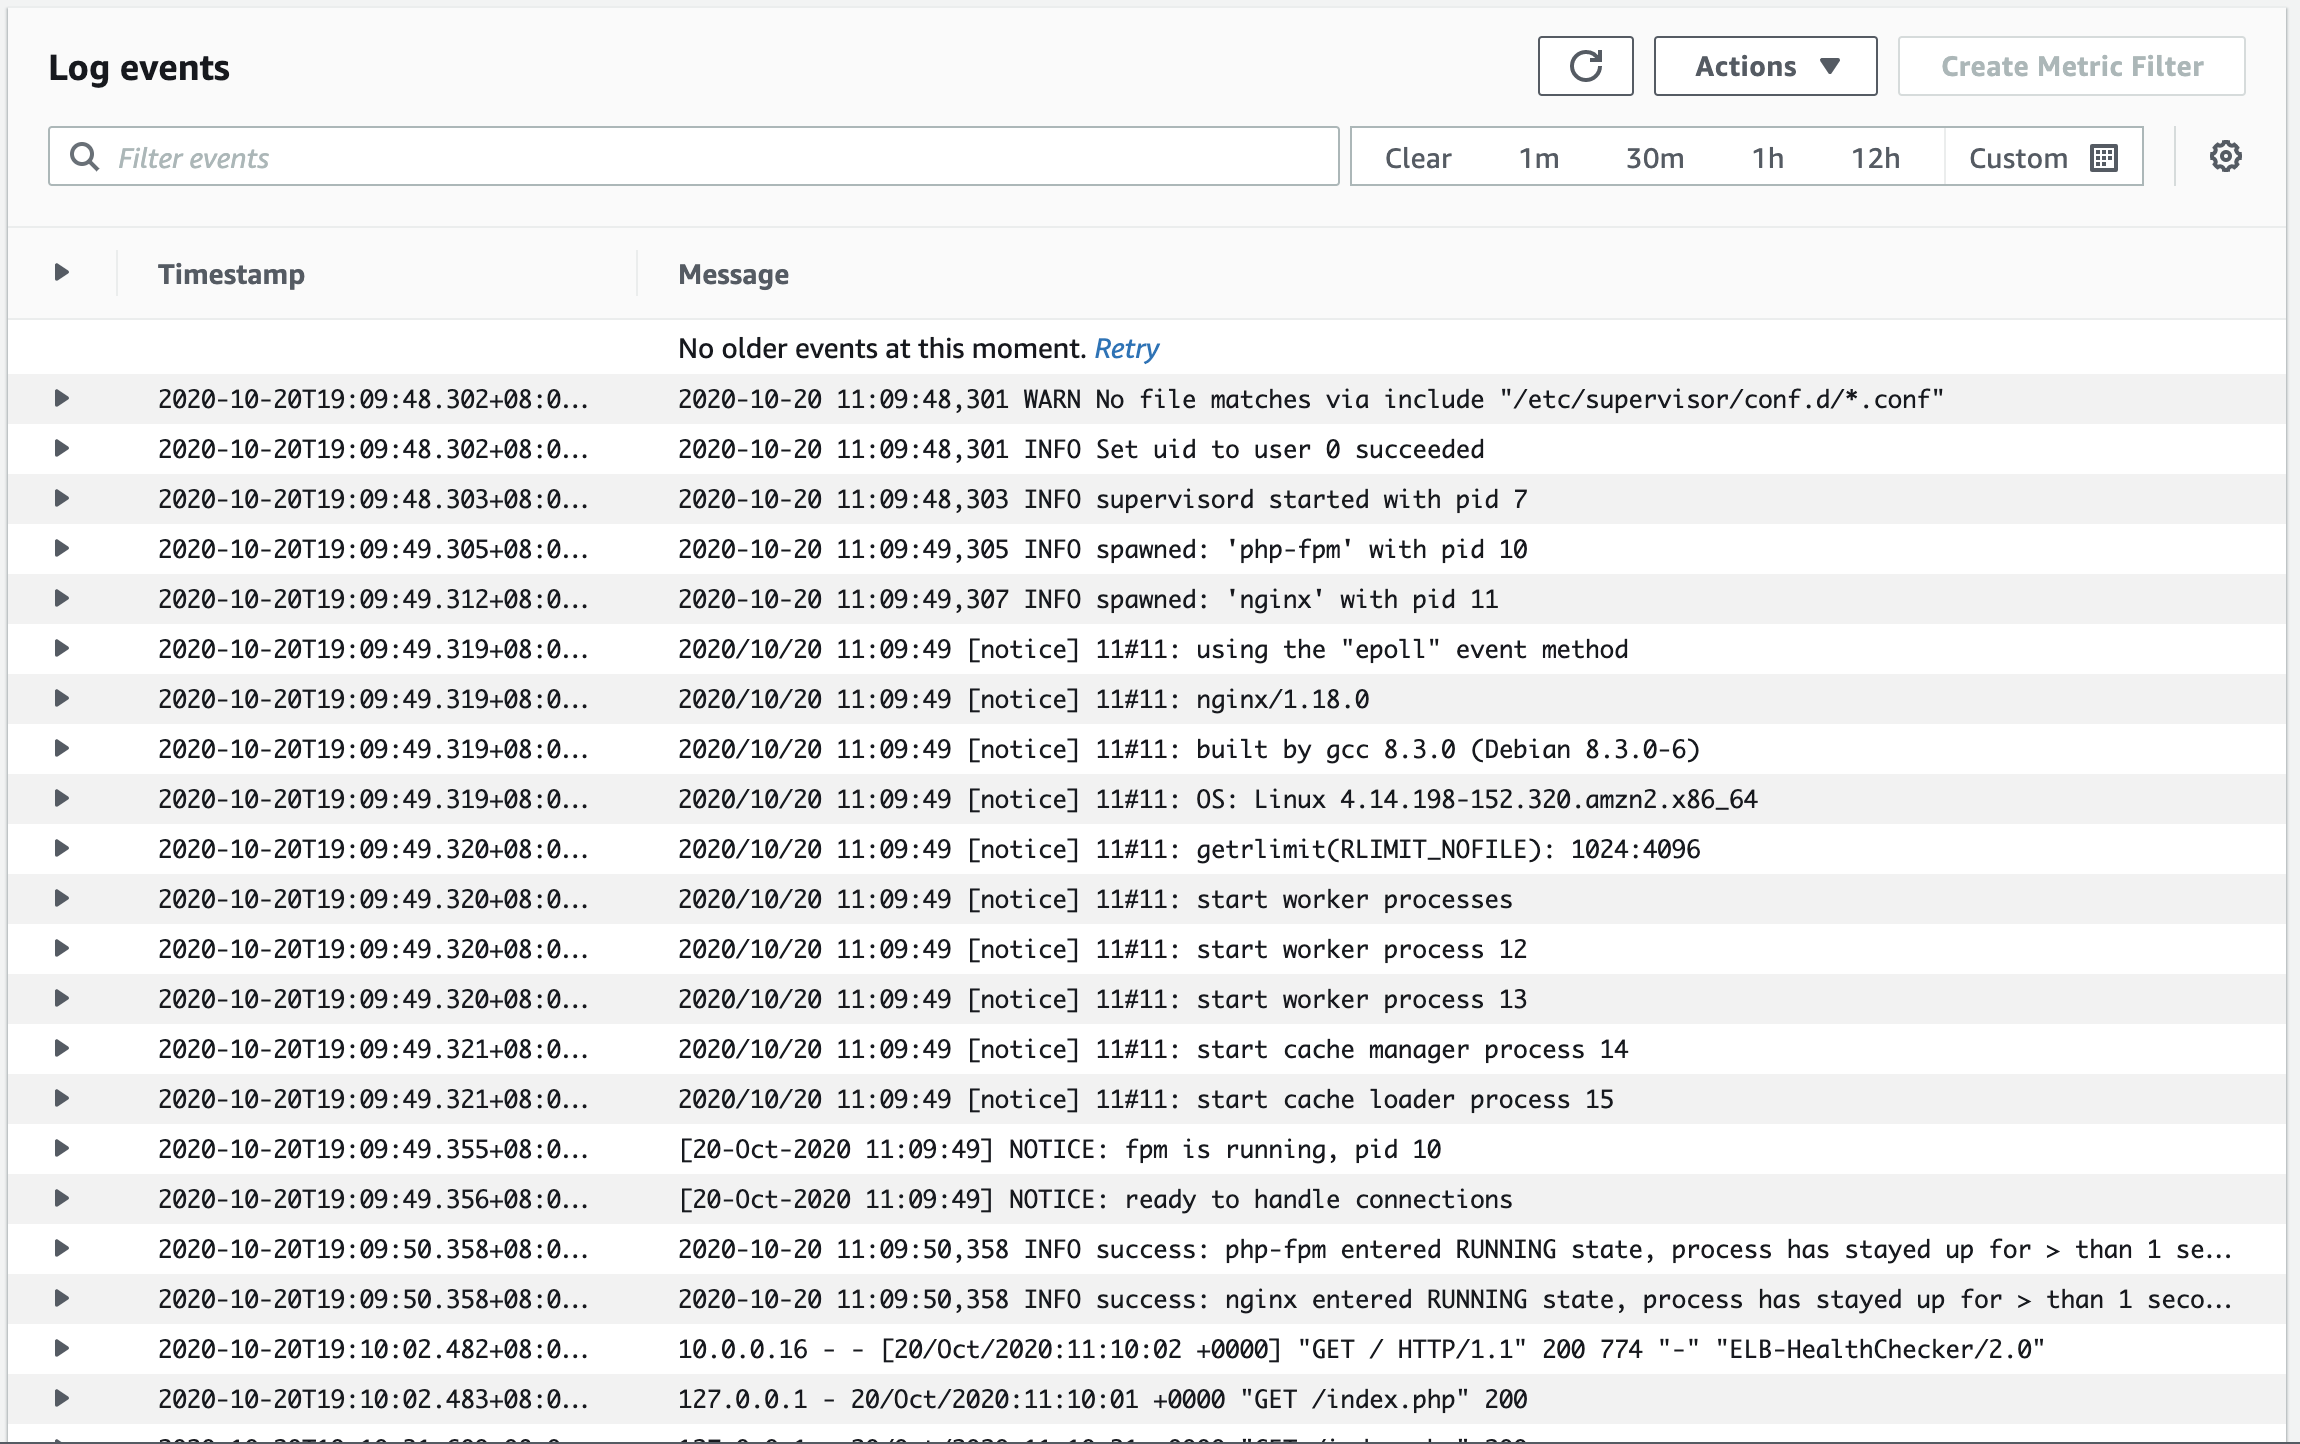 Log events
Actions
Create Metric Filter
Filter events
Clear 1m 30m 1h 12h Custom
Timestamp Message
No older events at this moment. Retry
2020-10-20T19:09:48.302+08:0... 2020-10-20 11:09:48,301 WARN No file matches via include "/etc/supervisor/conf.d/*.conf"
2020-10-20T19:09:48.302+08:0... 2020-10-20 11:09:48,301 INFO Set uid to user 0 succeeded
2020-10-20T19:09:48.303+08:0... 2020-10-20 11:09:48,303 INFO supervisord started with pid 7
2020-10-20T19:09:49.305+08:0... 2020-10-20 11:09:49,305 INFO spawned: 'php-fpm' with pid 10
2020-10-20T19:09:49.312+08:0... 2020-10-20 11:09:49,307 INFO spawned: 'nginx' with pid 11
2020-10-20T19:09:49.319+08:0... 2020/10/20 11:09:49 [notice] 11#11: using the "epoll" event method
2020-10-20T19:09:49.319+08:0... 2020/10/20 11:09:49 [notice] 11#11: nginx/1.18.0
2020-10-20T19:09:49.319+08:0... 2020/10/20 11:09:49 [notice] 11#11: built by gcc 8.3.0 (Debian 8.3.0-6)
2020-10-20T19:09:49.319+08:0... 2020/10/20 11:09:49 [notice] 11#11: OS: Linux 4.14.198-152.320.amzn2.x86_64
2020-10-20T19:09:49.320+08:0... 2020/10/20 11:09:49 [notice] 11#11: getrlimit(RLIMIT_NOFILE): 1024:4096
2020-10-20T19:09:49.320+08:0... 2020/10/20 11:09:49 [notice] 11#11: start worker processes
2020-10-20T19:09:49.320+08:0... 2020/10/20 11:09:49 [notice] 11#11: start worker process 12
2020-10-20T19:09:49.320+08:0... 2020/10/20 11:09:49 [notice] 11#11: start worker process 13
2020-10-20T19:09:49.321+08:0... 2020/10/20 11:09:49 [notice] 11#11: start cache manager process 14
2020-10-20T19:09:49.321+08:0... 2020/10/20 11:09:49 [notice] 11#11: start cache loader process 15
2020-10-20T19:09:49.355+08:0... [20-Oct-2020 11:09:49] NOTICE: fpm is running, pid 10
2020-10-20T19:09:49.356+08:0... [20-Oct-2020 11:09:49] NOTICE: ready to handle connections
2020-10-20T19:09:50.358+08:0... 2020-10-20 11:09:50,358 INFO success: php-fpm entered RUNNING state, process has stayed up for > than 1 se...
2020-10-20T19:09:50.358+08:0... 2020-10-20 11:09:50,358 INFO success: nginx entered RUNNING state, process has stayed up for > than 1 seco...
2020-10-20T19:10:02.482+08:0... 10.0.0.16 - - [20/Oct/2020:11:10:02 +0000] "GET / HTTP/1.1" 200 774 "-" "ELB-HealthChecker/2.0"
2020-10-20T19:10:02.483+08:0... 127.0.0.1 - 20/Oct/2020:11:10:01 +0000 "GET /index.php" 200